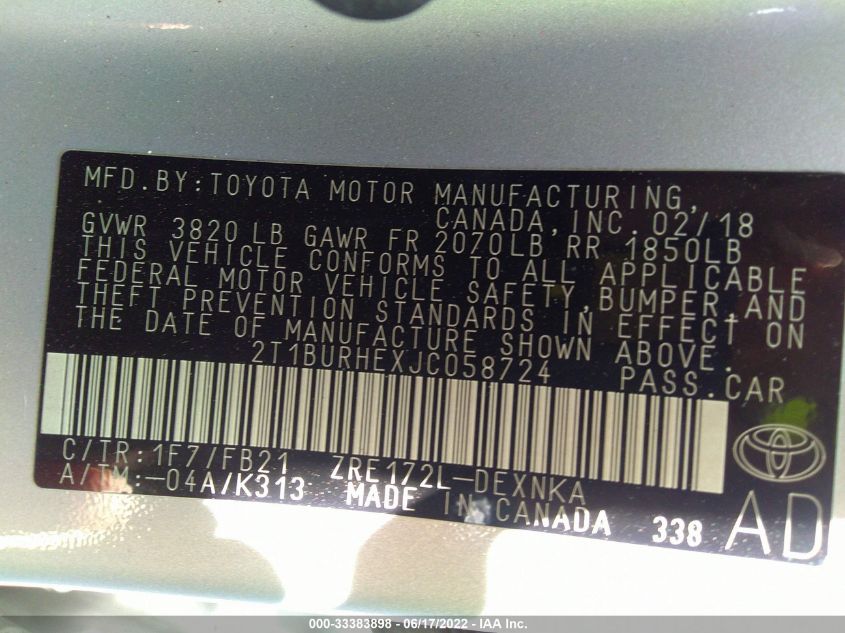 MFD.BY:TOYOTA MOTOR MANUFACTURING,
CANADA,INC. 02/18
GVWR 3820 LB GAWR FR 2070LB RR 1850LB
THIS VEHICLE CONFORMS TO ALL APPLICABLE
FEDERAL MOTOR VEHICLE SAFETY,BUMPER,AND
THEFT PREVENTION STANDARDS IN EFFECT ON
THE DATE OF MANUFACTURE SHOWN ABOVE.
2T1BURHEXJC058724 PASS.CAR
C/TR:1F7/FB21 ZRE172L-DEXNKA
A/TM:-04A/K313 MADE IN CANADA 338 AD
000-33383898 - 06/17/2022 - IAA Inc.